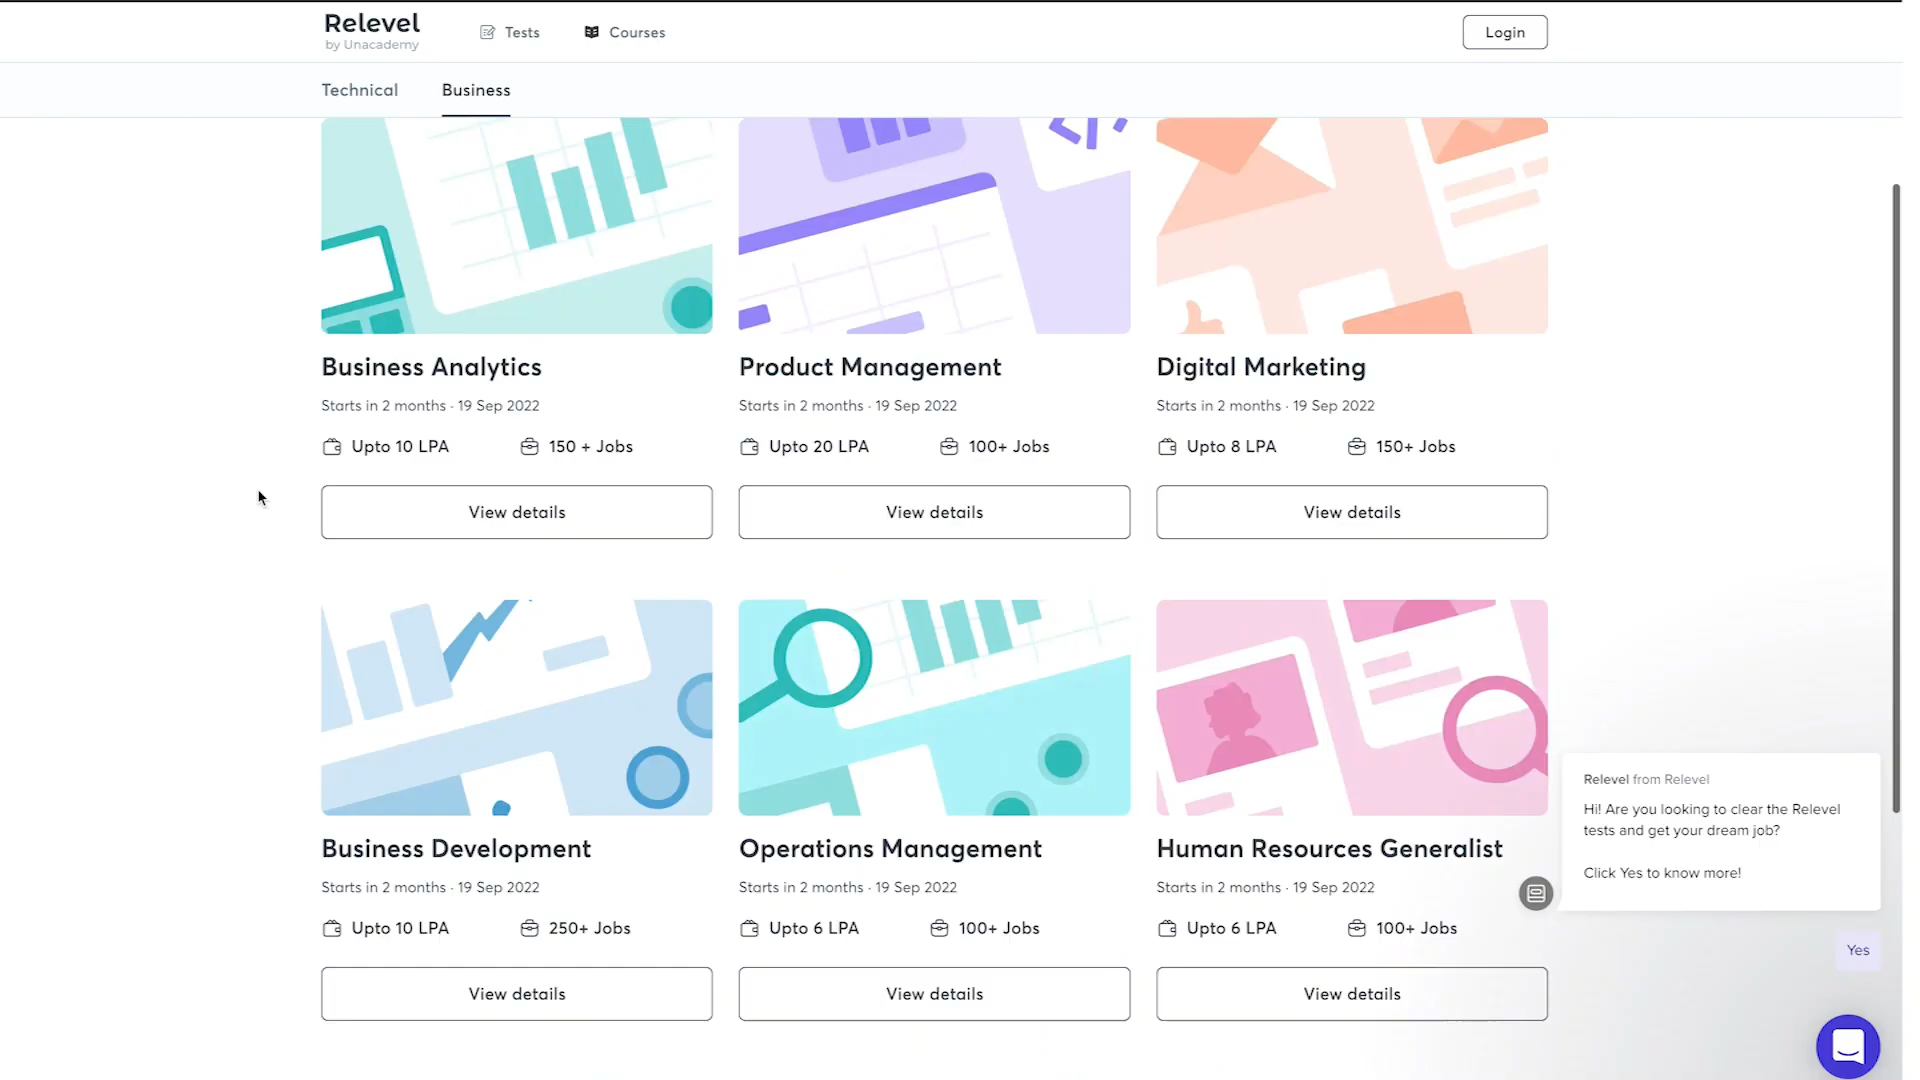 Relevel
by Unacademy
Tests
Courses
Login
Technical
Business
Business Analytics
Starts in 2 months · 19 Sep 2022
Upto 10 LPA
150 + Jobs
View details
Product Management
Starts in 2 months · 19 Sep 2022
Upto 20 LPA
100+ Jobs
View details
Digital Marketing
Starts in 2 months · 19 Sep 2022
Upto 8 LPA
150+ Jobs
View details
Business Development
Starts in 2 months · 19 Sep 2022
Upto 10 LPA
250+ Jobs
View details
Operations Management
Starts in 2 months · 19 Sep 2022
Upto 6 LPA
100+ Jobs
View details
Human Resources Generalist
Starts in 2 months · 19 Sep 2022
Upto 6 LPA
100+ Jobs
View details
Relevel from Relevel
Hi! Are you looking to clear the Relevel
tests and get your dream job?
Click Yes to know more!
Yes